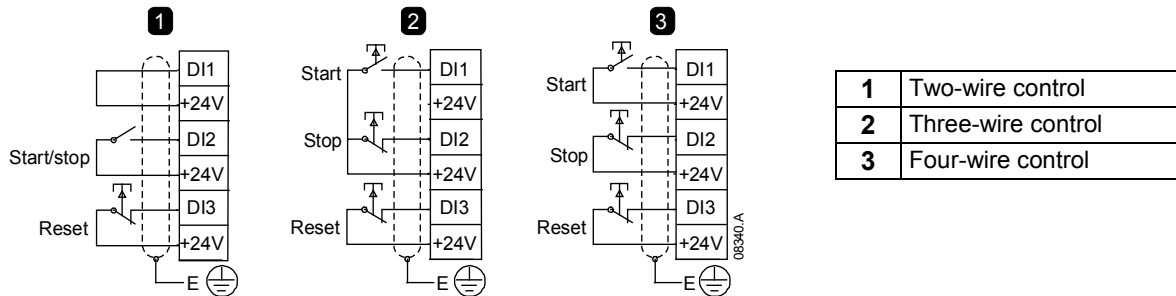 1
DI1
+24V
Start/stop
DI2
+24V
Reset
DI3
+24V
E
2
Start
DI1
+24V
Stop
DI2
+24V
Reset
DI3
+24V
E
3
Start
DI1
+24V
Stop
DI2
+24V
Reset
DI3
+24V
E
08340.A
1 Two-wire control
2 Three-wire control
3 Four-wire control